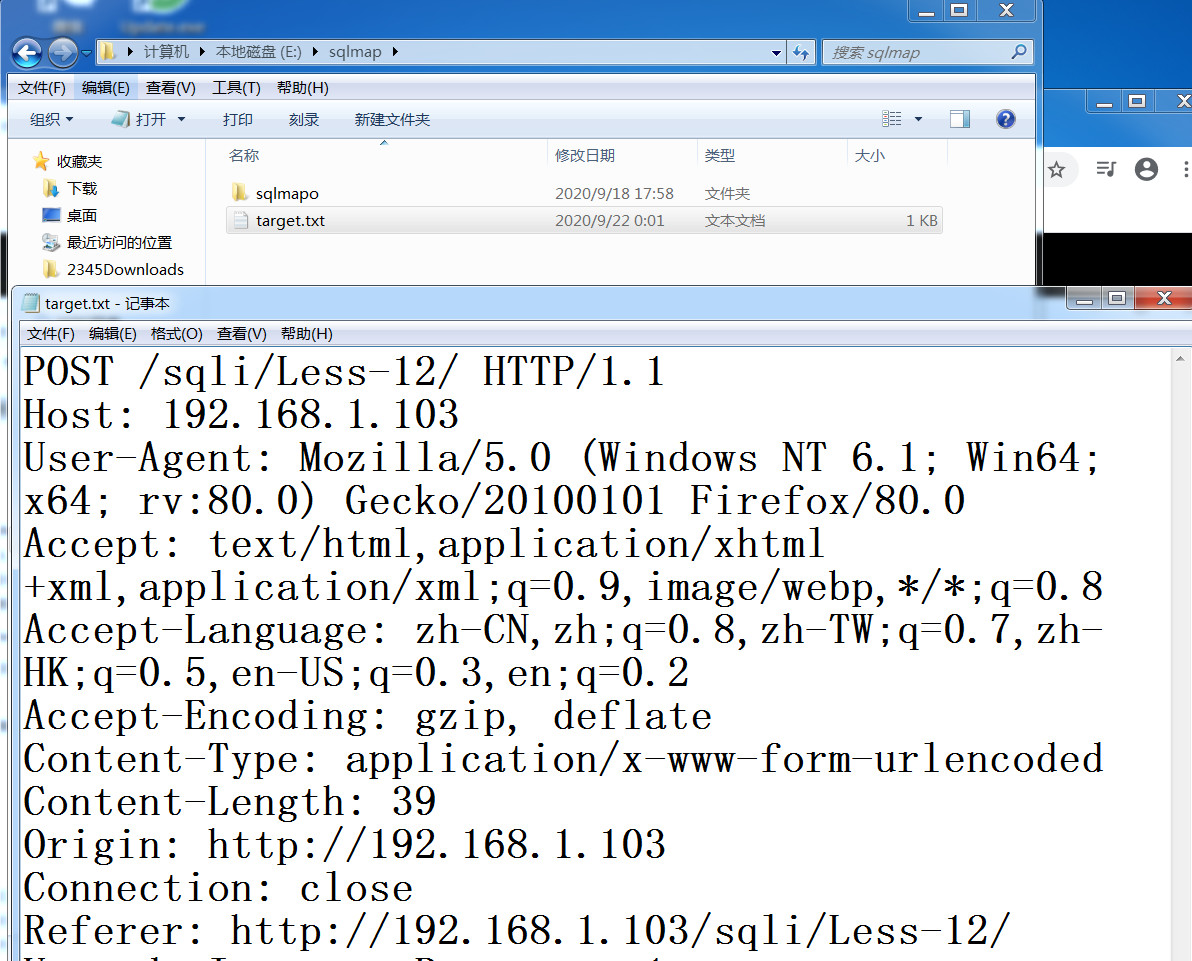 计算机 本地磁盘 (E:) sqlmap
搜索 sqlmap
文件(F) 编辑(E) 查看(V) 工具(T) 帮助(H)
组织 打开 打印 刻录 新建文件夹
名称 修改日期 类型 大小
收藏夹
下载
桌面
最近访问的位置
2345Downloads
sqlmapo 2020/9/18 17:58 文件夹
target.txt 2020/9/22 0:01 文本文档 1 KB
target.txt - 记事本
文件(F) 编辑(E) 格式(O) 查看(V) 帮助(H)
POST /sqli/Less-12/ HTTP/1.1
Host: 192.168.1.103
User-Agent: Mozilla/5.0 (Windows NT 6.1; Win64;
x64; rv:80.0) Gecko/20100101 Firefox/80.0
Accept: text/html,application/xhtml
+xml,application/xml;q=0.9,image/webp,*/*;q=0.8
Accept-Language: zh-CN,zh;q=0.8,zh-TW;q=0.7,zh-
HK;q=0.5,en-US;q=0.3,en;q=0.2
Accept-Encoding: gzip, deflate
Content-Type: application/x-www-form-urlencoded
Content-Length: 39
Origin: http://192.168.1.103
Connection: close
Referer: http://192.168.1.103/sqli/Less-12/